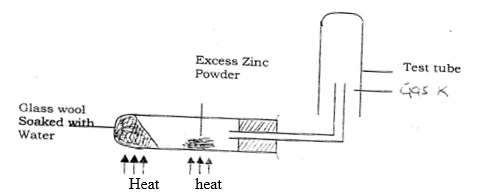 Excess Zinc
Powder
Test tube
Gas K
Glass wool
Soaked with
Water
Heat
heat